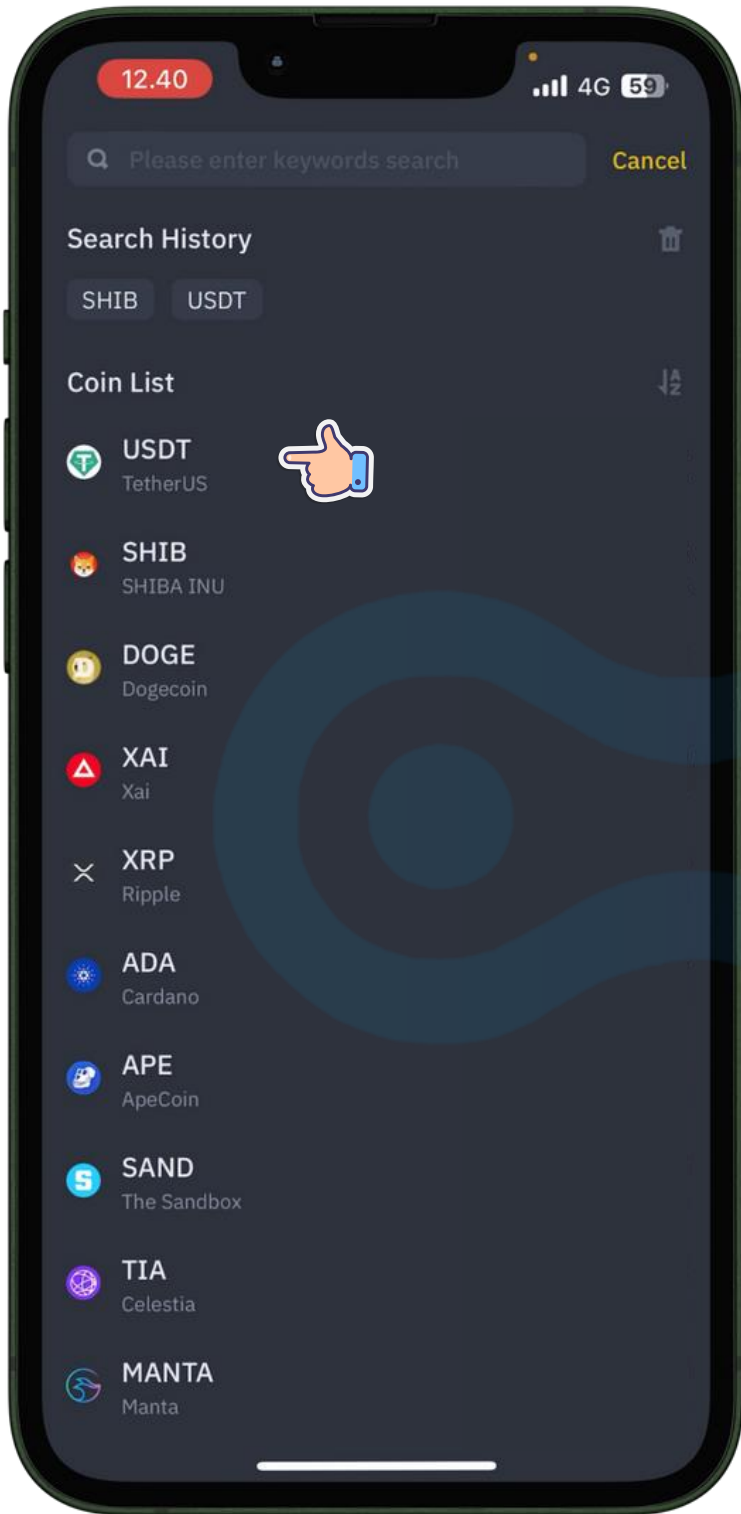 12.40
4G 59
Please enter keywords search
Cancel
Search History
SHIB
USDT
Coin List
USDT
TetherUS
SHIB
SHIBA INU
DOGE
Dogecoin
XAI
Xai
XRP
Ripple
ADA
Cardano
APE
ApeCoin
SAND
The Sandbox
TIA
Celestia
MANTA
Manta